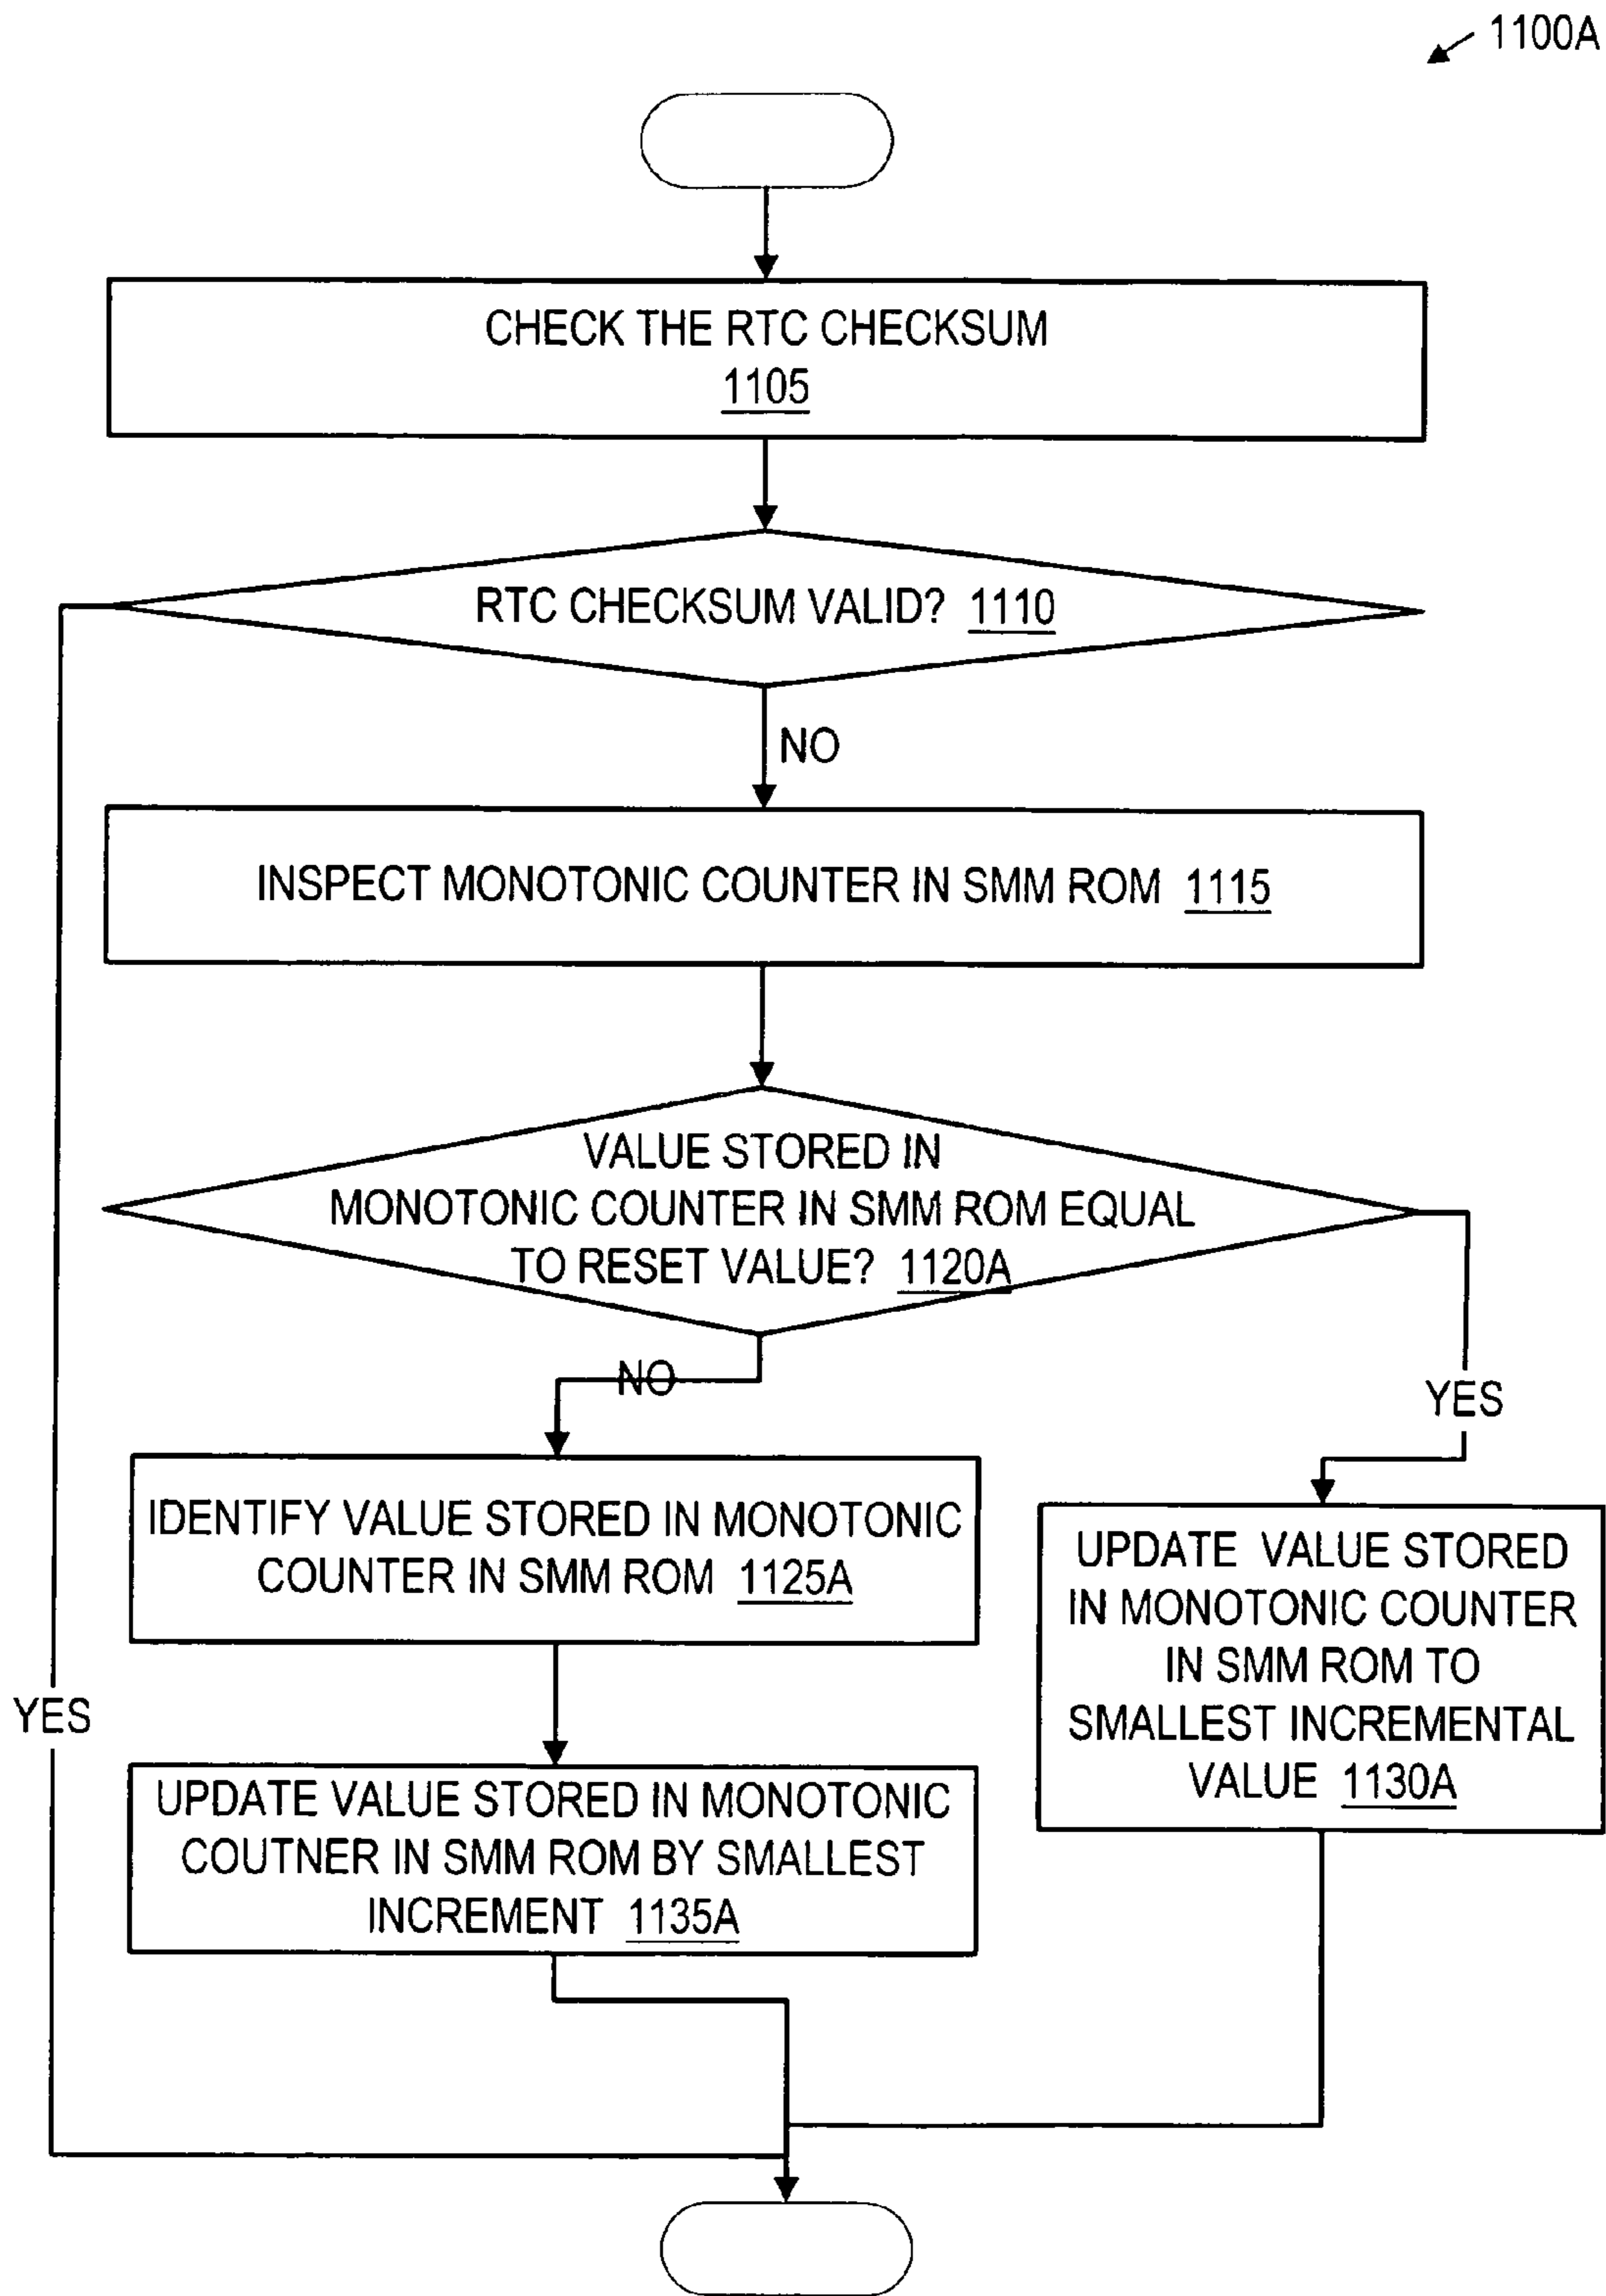 1100A
CHECK THE RTC CHECKSUM
1105
RTC CHECKSUM VALID? 1110
NO
INSPECT MONOTONIC COUNTER IN SMM ROM 1115
VALUE STORED IN
MONOTONIC COUNTER IN SMM ROM EQUAL
TO RESET VALUE? 1120A
NO
YES
IDENTIFY VALUE STORED IN MONOTONIC
COUNTER IN SMM ROM 1125A
UPDATE VALUE STORED
IN MONOTONIC COUNTER
IN SMM ROM TO
SMALLEST INCREMENTAL
VALUE 1130A
YES
UPDATE VALUE STORED IN MONOTONIC
COUTNER IN SMM ROM BY SMALLEST
INCREMENT 1135A